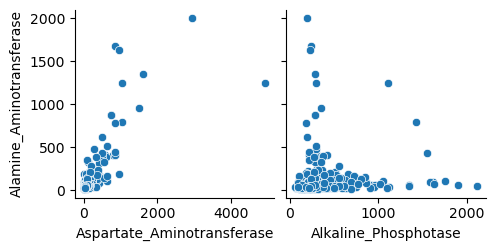 Alamine_Aminotransferase
2000
1500
1000
500
0
0 2000 4000
0 1000 2000
Aspartate_Aminotransferase
Alkaline_Phosphotase